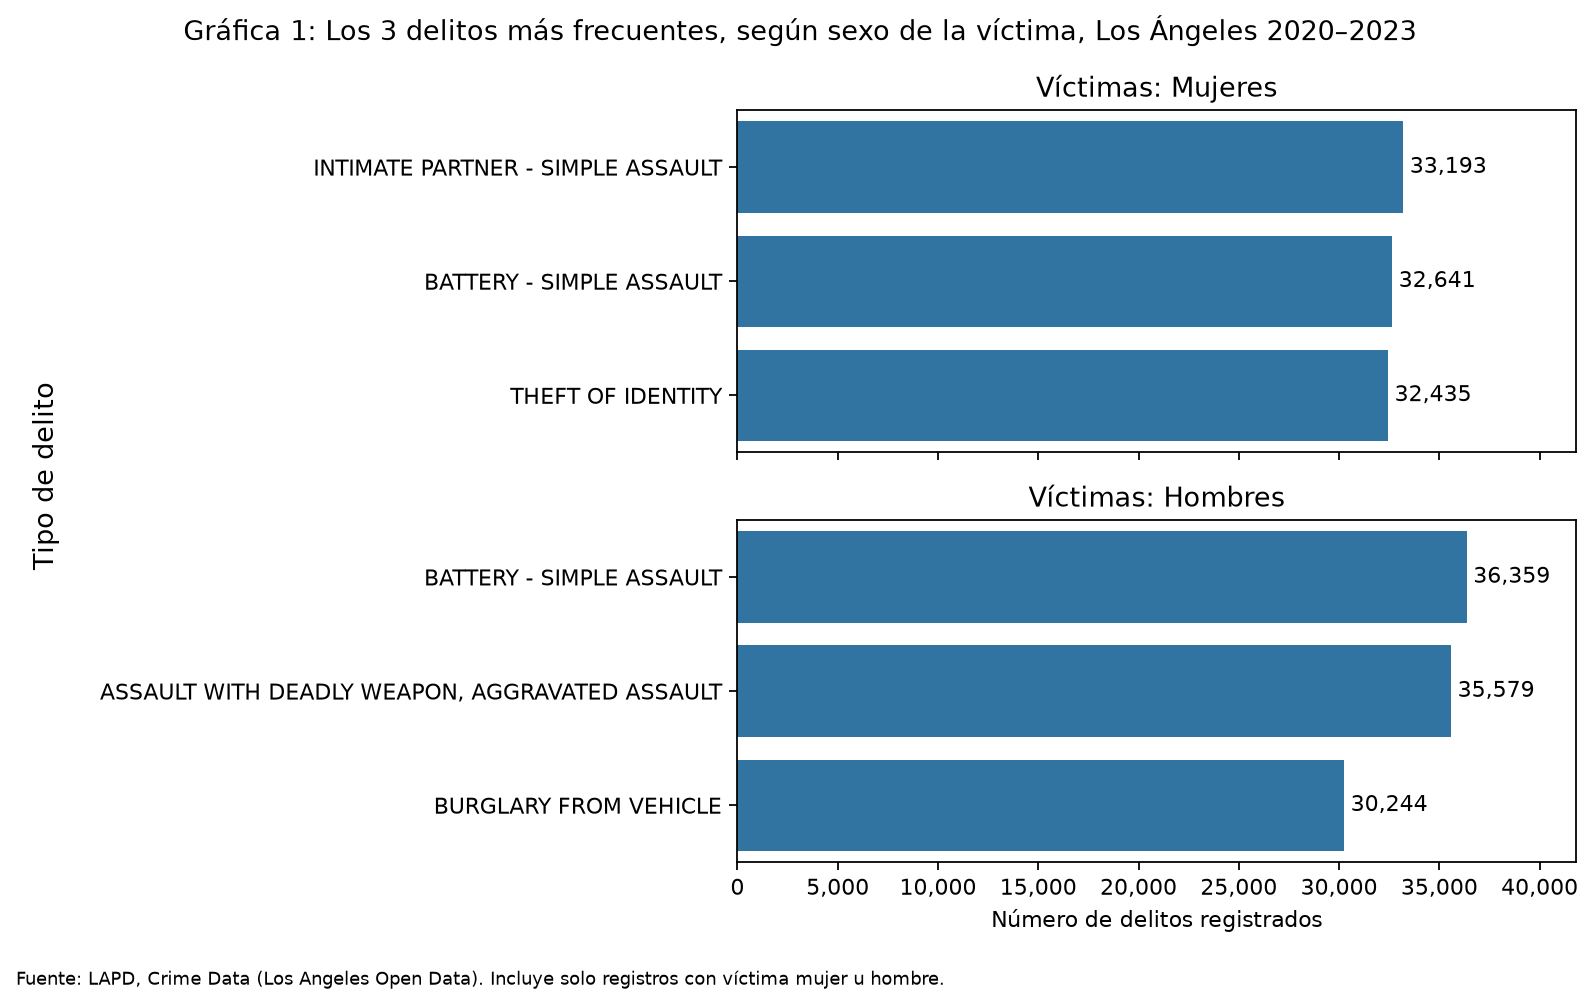 Gráfica 1: Los 3 delitos más frecuentes, según sexo de la víctima, Los Ángeles 2020–2023
Víctimas: Mujeres
INTIMATE PARTNER - SIMPLE ASSAULT
33,193
BATTERY - SIMPLE ASSAULT
32,641
THEFT OF IDENTITY
32,435
Tipo de delito
Víctimas: Hombres
BATTERY - SIMPLE ASSAULT
36,359
ASSAULT WITH DEADLY WEAPON, AGGRAVATED ASSAULT
35,579
BURGLARY FROM VEHICLE
30,244
0 5,000 10,000 15,000 20,000 25,000 30,000 35,000 40,000
Número de delitos registrados
Fuente: LAPD, Crime Data (Los Angeles Open Data). Incluye solo registros con víctima mujer u hombre.